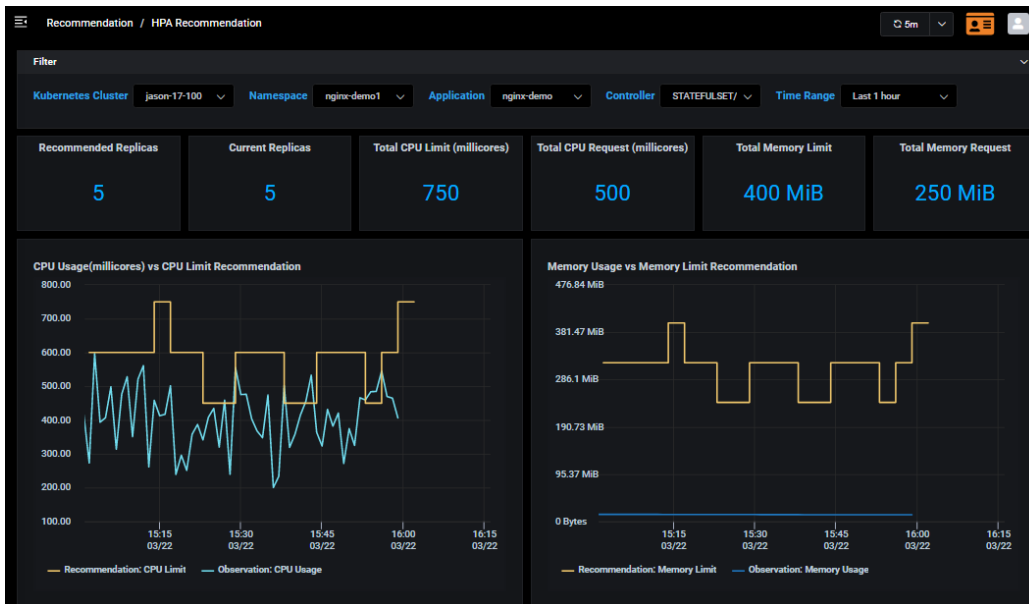 Recommendation / HPA Recommendation
5m
Filter
Kubernetes Cluster jason-17-100 Namespace nginx-demo1 Application nginx-demo Controller STATEFULSET/ Time Range Last 1 hour
Recommended Replicas
5
Current Replicas
5
Total CPU Limit (millicores)
750
Total CPU Request (millicores)
500
Total Memory Limit
400 MiB
Total Memory Request
250 MiB
CPU Usage(millicores) vs CPU Limit Recommendation
800.00
700.00
600.00
500.00
400.00
300.00
200.00
100.00
15:15 15:30 15:45 16:00 16:15
03/22 03/22 03/22 03/22 03/22
Recommendation: CPU Limit Observation: CPU Usage
Memory Usage vs Memory Limit Recommendation
476.84 MiB
381.47 MiB
286.1 MiB
190.73 MiB
95.37 MiB
0 Bytes
15:15 15:30 15:45 16:00 16:15
03/22 03/22 03/22 03/22 03/22
Recommendation: Memory Limit Observation: Memory Usage